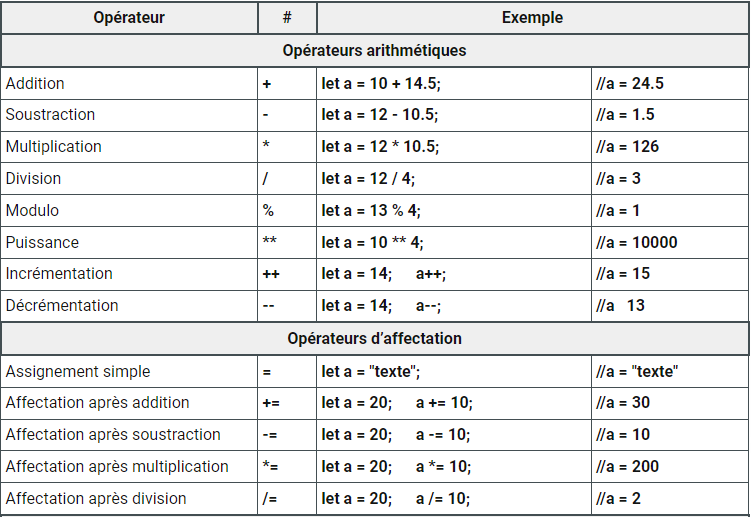 Opérateur # Exemple
Opérateurs arithmétiques
Addition + let a = 10 + 14.5; //a = 24.5
Soustraction - let a = 12 - 10.5; //a = 1.5
Multiplication * let a = 12 * 10.5; //a = 126
Division / let a = 12 / 4; //a = 3
Modulo % let a = 13 % 4; //a = 1
Puissance ** let a = 10 ** 4; //a = 10000
Incrémentation ++ let a = 14; a++; //a = 15
Décrémentation -- let a = 14; a--; //a 13
Opérateurs d’affectation
Assignement simple = let a = "texte"; //a = "texte"
Affectation après addition += let a = 20; a += 10; //a = 30
Affectation après soustraction -= let a = 20; a -= 10; //a = 10
Affectation après multiplication *= let a = 20; a *= 10; //a = 200
Affectation après division /= let a = 20; a /= 10; //a = 2